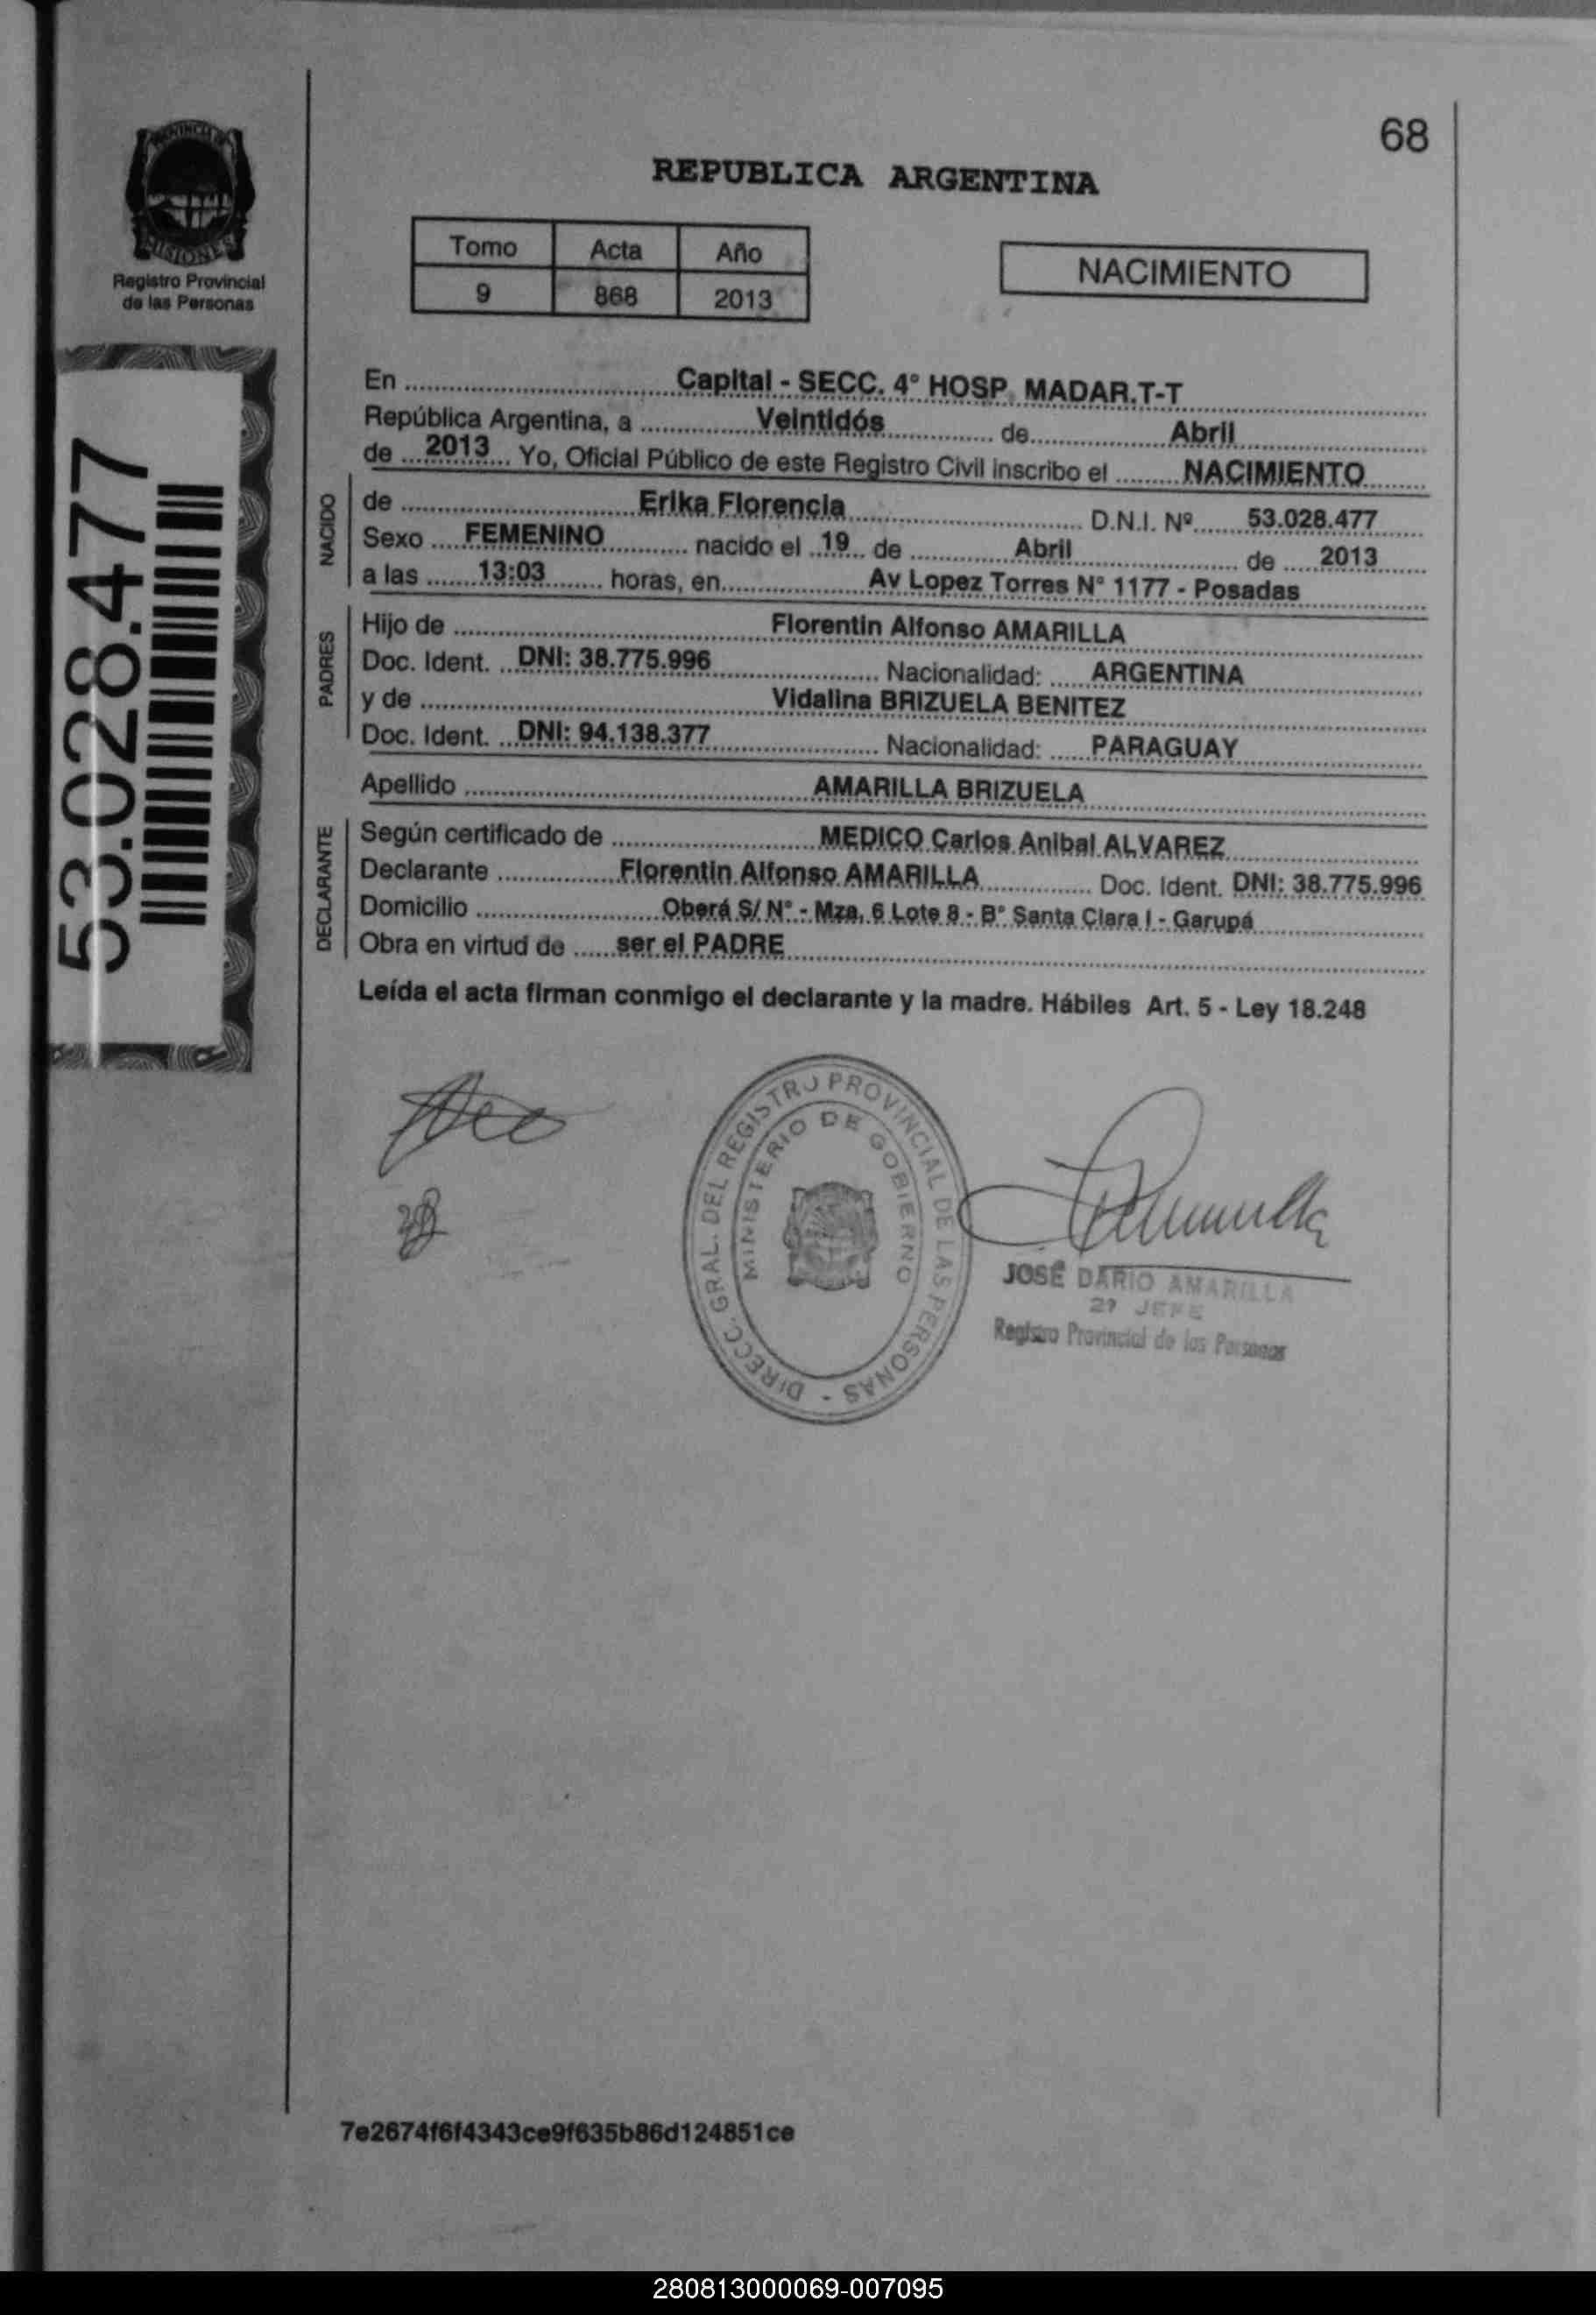 68
PROVINCIA DE
MISIONES
Registro Provincial
de las Personas
53.028.477
REPUBLICA ARGENTINA
Tomo Acta Año
9 868 2013
NACIMIENTO
En Capital - SECC. 4° HOSP. MADAR.T-T
República Argentina, a Veintidós de Abril
de 2013 Yo, Oficial Público de este Registro Civil inscribo el NACIMIENTO
NACIDO
de Erika Florencia D.N.I. Nº 53.028.477
Sexo FEMENINO nacido el 19 de Abril de 2013
a las 13:03 horas, en Av Lopez Torres N° 1177 - Posadas
PADRES
Hijo de Florentin Alfonso AMARILLA
Doc. Ident. DNI: 38.775.996 Nacionalidad: ARGENTINA
y de Vidalina BRIZUELA BENITEZ
Doc. Ident. DNI: 94.138.377 Nacionalidad: PARAGUAY
Apellido AMARILLA BRIZUELA
DECLARANTE
Según certificado de MEDICO Carlos Anibal ALVAREZ
Declarante Florentin Alfonso AMARILLA Doc. Ident. DNI: 38.775.996
Domicilio Oberá S/ N° - Mza. 6 Lote 8 - B° Santa Clara I - Garupá
Obra en virtud de ser el PADRE
Leída el acta firman conmigo el declarante y la madre. Hábiles Art. 5 - Ley 18.248
DIRECC. GRAL. DEL REGISTRO PROVINCIAL DE LAS PERSONAS -
MINISTERIO DE GOBIERNO
JOSÉ DARIO AMARILLA
2º JEFE
Registro Provincial de las Personas
7e2674f6f4343ce9f635b86d124851ce
280813000069-007095